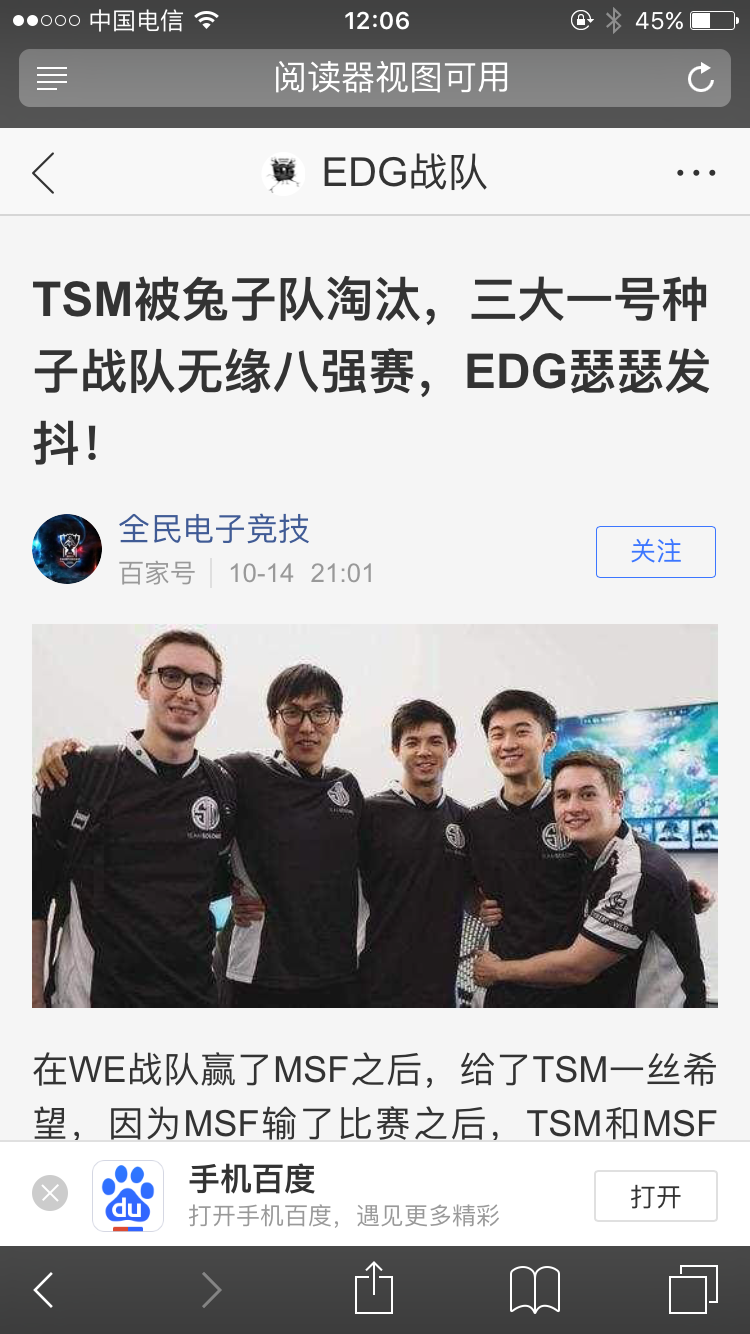 中国电信
12:06
45%
阅读器视图可用
EDG战队
TSM被兔子队淘汰，三大一号种
子战队无缘八强赛，EDG瑟瑟发
抖！
全民电子竞技
百家号 10-14 21:01
关注
在WE战队赢了MSF之后，给了TSM一丝希
望，因为MSF输了比赛之后，TSM和MSF
du
手机百度
打开手机百度，遇见更多精彩
打开